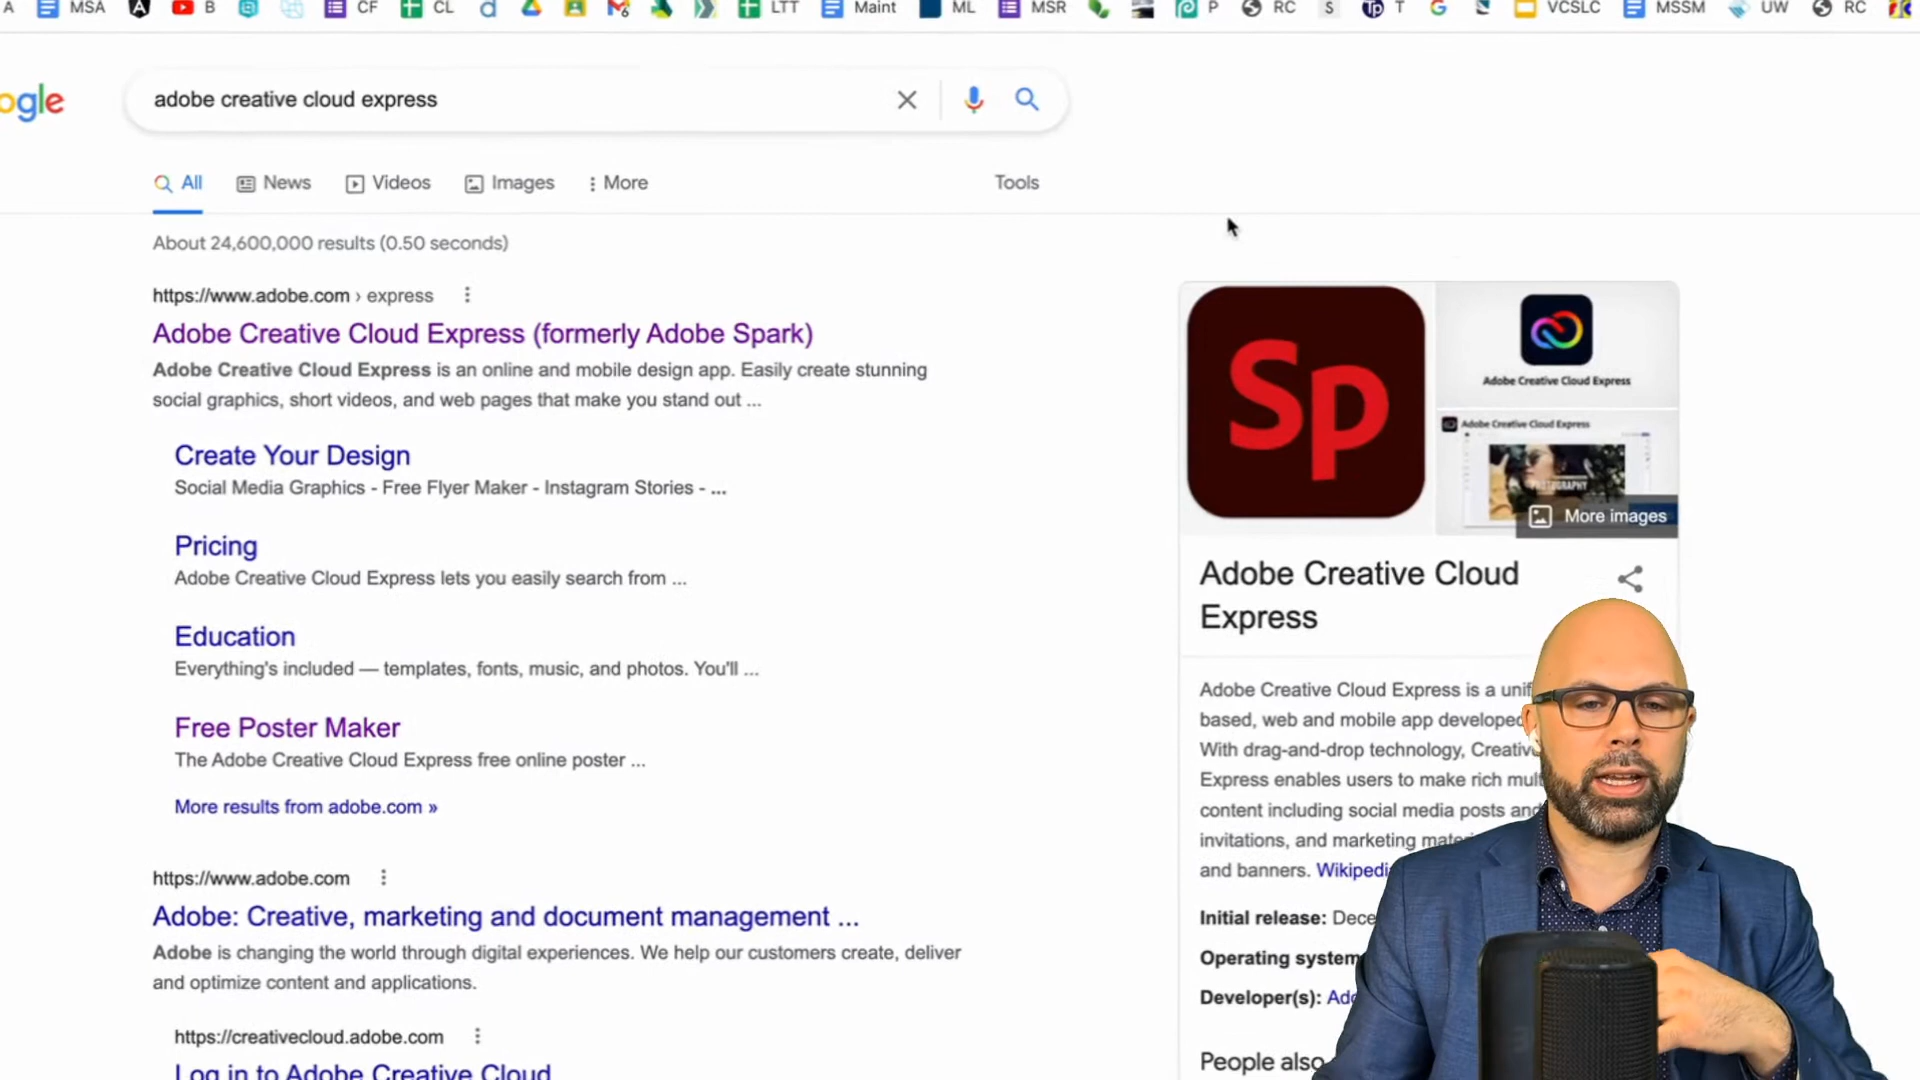 A MSA B CF CL LTT Maint ML MSR P RC S Tp T VCSLC MSSM UW RC
ogle
adobe creative cloud express
All News Videos Images More Tools
About 24,600,000 results (0.50 seconds)
https://www.adobe.com › express
Adobe Creative Cloud Express (formerly Adobe Spark)
Adobe Creative Cloud Express is an online and mobile design app. Easily create stunning
social graphics, short videos, and web pages that make you stand out ...
Create Your Design
Social Media Graphics - Free Flyer Maker - Instagram Stories - ...
Pricing
Adobe Creative Cloud Express lets you easily search from ...
Education
Everything's included — templates, fonts, music, and photos. You'll ...
Free Poster Maker
The Adobe Creative Cloud Express free online poster ...
More results from adobe.com »
https://www.adobe.com
Adobe: Creative, marketing and document management ...
Adobe is changing the world through digital experiences. We help our customers create, deliver
and optimize content and applications.
https://creativecloud.adobe.com
Log in to Adobe Creative Cloud
Sp
Adobe Creative Cloud Express
Adobe Creative Cloud Express
PHOTOGRAPHY
More images
Adobe Creative Cloud
Express
Adobe Creative Cloud Express is a
based, web and mobile app developed
With drag-and-drop technology,
Express enables users to make rich
content including social media posts
invitations, and marketing
and banners. Wikipedi
Initial release: Dece
Operating system
Developer(s):
People also